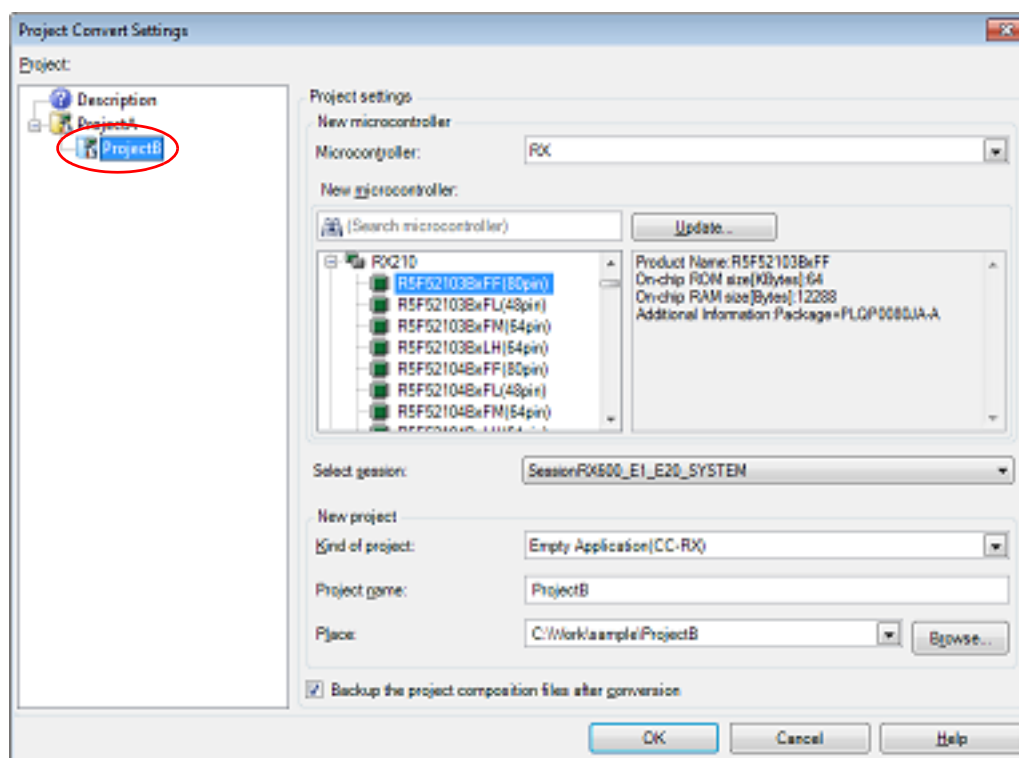 Project Convert Settings
Project:
Description
ProjectA
ProjectB
Project settings
New microcontroller
Microcontroller:
RX
New microcontroller:
(Search microcontroller)
Update...
RX210
R5F52103BxFF(80pin)
R5F52103BxFL(48pin)
R5F52103BxFM(64pin)
R5F52103BxLH(64pin)
R5F52104BxFF(80pin)
R5F52104BxFL(48pin)
R5F52104BxFM(64pin)
Product Name:R5F52103BxFF
On-chip ROM size[KBytes]:64
On-chip RAM size[Bytes]:12288
Additional Information:Package=PLQP0080JA-A
Select session:
SessionRX600_E1_E20_SYSTEM
New project
Kind of project:
Empty Application(CC-RX)
Project name:
ProjectB
Place:
C:\Work\sample\ProjectB
Browse...
Backup the project composition files after conversion
OK
Cancel
Help